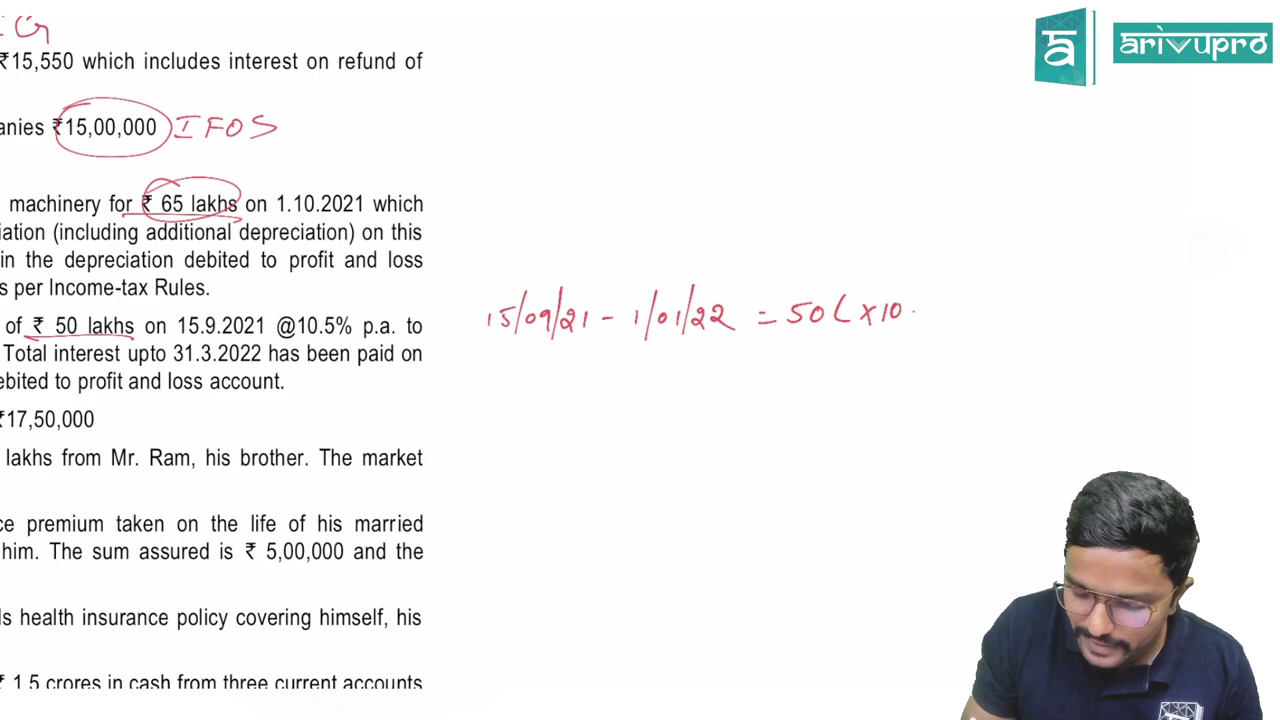 IG
₹15,550 which includes interest on refund of
anies ₹15,00,000 IFOS
machinery for ₹ 65 lakhs on 1.10.2021 which
iation (including additional depreciation) on this
in the depreciation debited to profit and loss
s per Income-tax Rules.
of ₹ 50 lakhs on 15.9.2021 @10.5% p.a. to
Total interest upto 31.3.2022 has been paid on
ebited to profit and loss account.
₹17,50,000
lakhs from Mr. Ram, his brother. The market
ce premium taken on the life of his married
him. The sum assured is ₹ 5,00,000 and the
ls health insurance policy covering himself, his
₹ 1.5 crores in cash from three current accounts
15/09/21 - 1/01/22 = 50L x 10.
arivupro